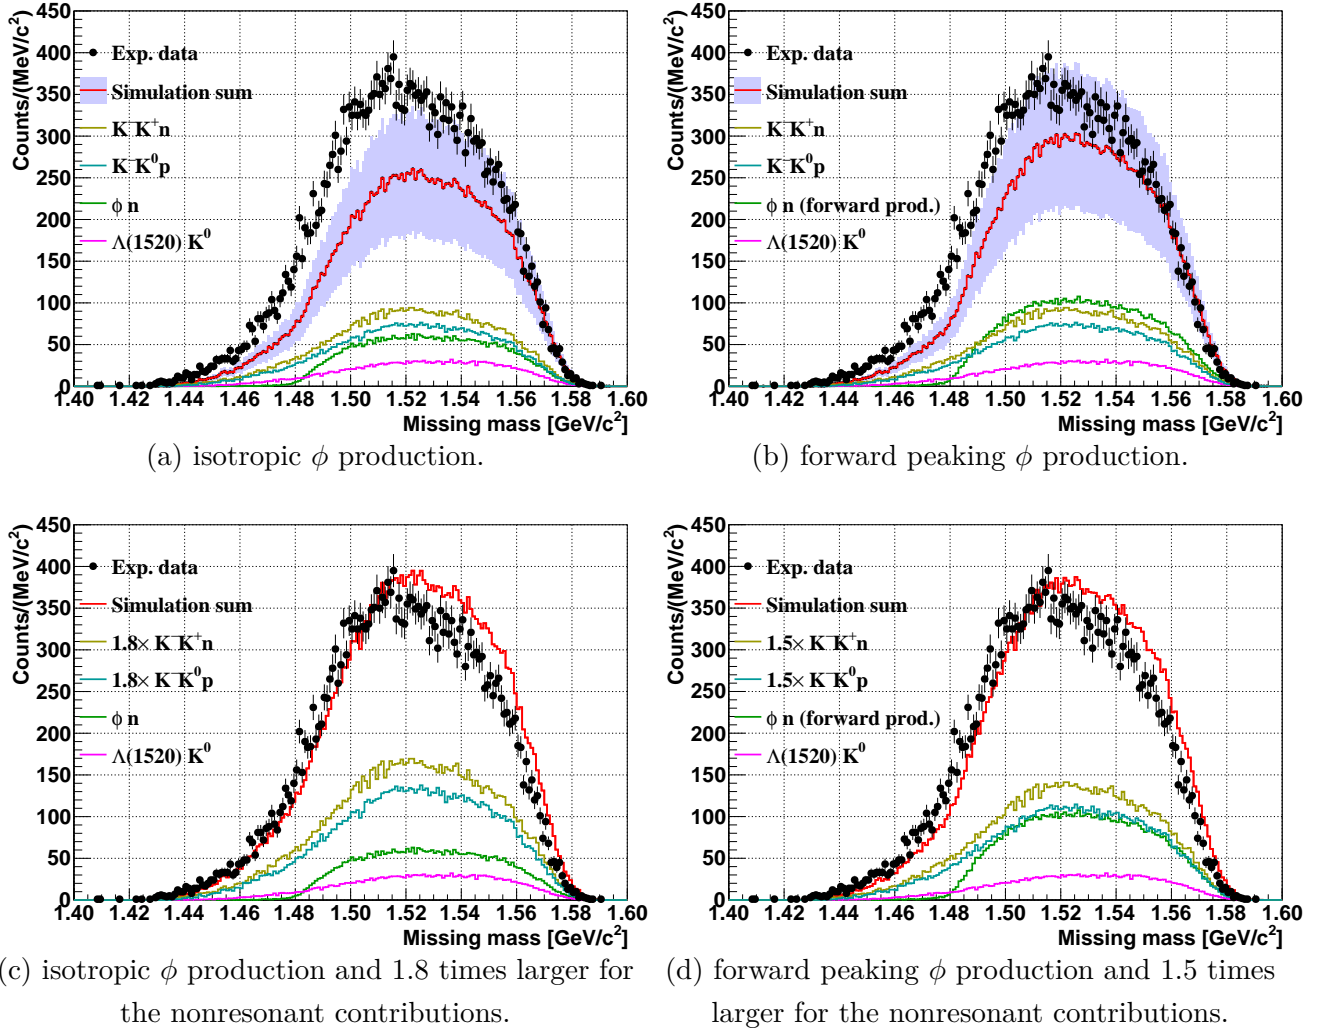 Counts/(MeV/c²)
450
400
350
300
250
200
150
100
50
0
Exp. data
Simulation sum
K⁻K⁺n
K⁻K⁰p
ϕ n
Λ(1520) K⁰
1.40 1.42 1.44 1.46 1.48 1.50 1.52 1.54 1.56 1.58 1.60
Missing mass [GeV/c²]
(a) isotropic ϕ production.
Counts/(MeV/c²)
450
400
350
300
250
200
150
100
50
0
Exp. data
Simulation sum
K⁻K⁺n
K⁻K⁰p
ϕ n (forward prod.)
Λ(1520) K⁰
1.40 1.42 1.44 1.46 1.48 1.50 1.52 1.54 1.56 1.58 1.60
Missing mass [GeV/c²]
(b) forward peaking ϕ production.
Counts/(MeV/c²)
450
400
350
300
250
200
150
100
50
0
Exp. data
Simulation sum
1.8× K⁻K⁺n
1.8× K⁻K⁰p
ϕ n
Λ(1520) K⁰
1.40 1.42 1.44 1.46 1.48 1.50 1.52 1.54 1.56 1.58 1.60
Missing mass [GeV/c²]
(c) isotropic ϕ production and 1.8 times larger for
the nonresonant contributions.
Counts/(MeV/c²)
450
400
350
300
250
200
150
100
50
0
Exp. data
Simulation sum
1.5× K⁻K⁺n
1.5× K⁻K⁰p
ϕ n (forward prod.)
Λ(1520) K⁰
1.40 1.42 1.44 1.46 1.48 1.50 1.52 1.54 1.56 1.58 1.60
Missing mass [GeV/c²]
(d) forward peaking ϕ production and 1.5 times
larger for the nonresonant contributions.